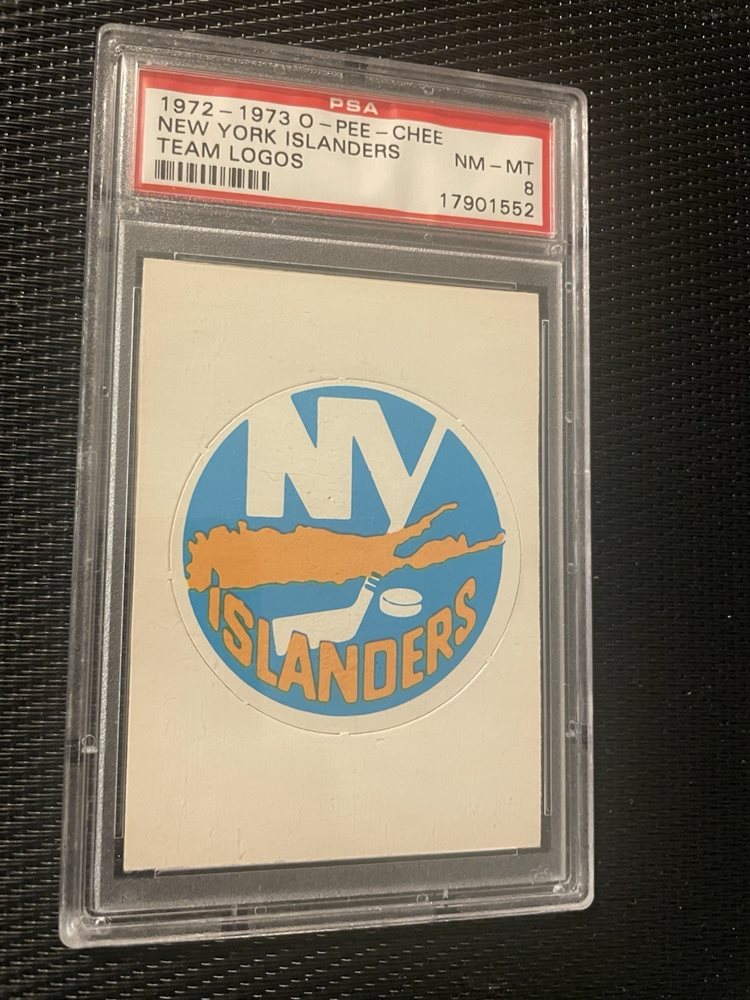 PSA
1972-1973 O-PEE-CHEE
NEW YORK ISLANDERS NM-MT
TEAM LOGOS 8
17901552
NY
ISLANDERS